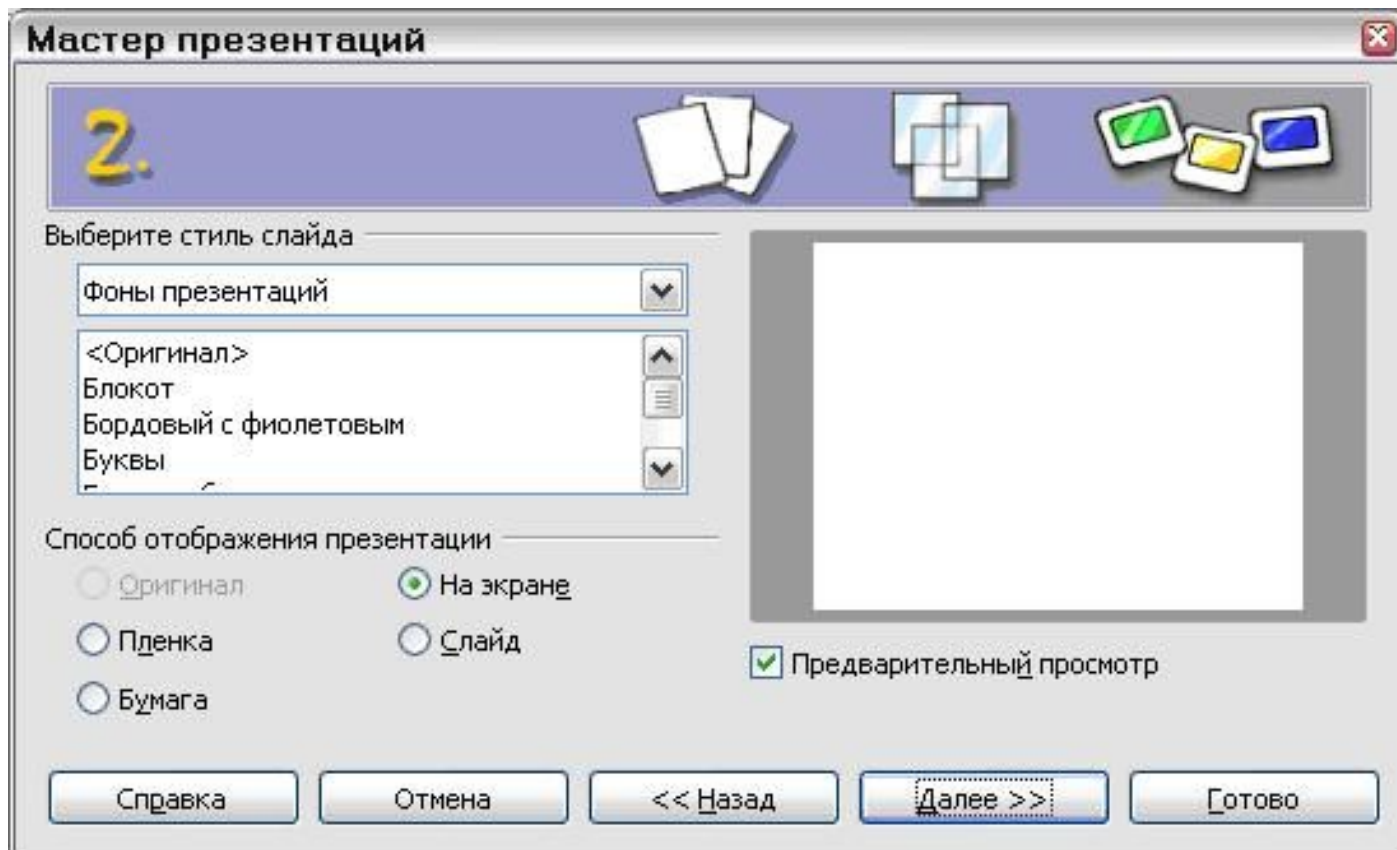 Мастер презентаций
2.
Выберите стиль слайда
Фоны презентаций
<Оригинал>
Блокот
Бордовый с фиолетовым
Буквы
Способ отображения презентации
Оригинал
На экране
Пленка
Слайд
Бумага
Предварительный просмотр
Справка
Отмена
<< Назад
Далее >>
Готово